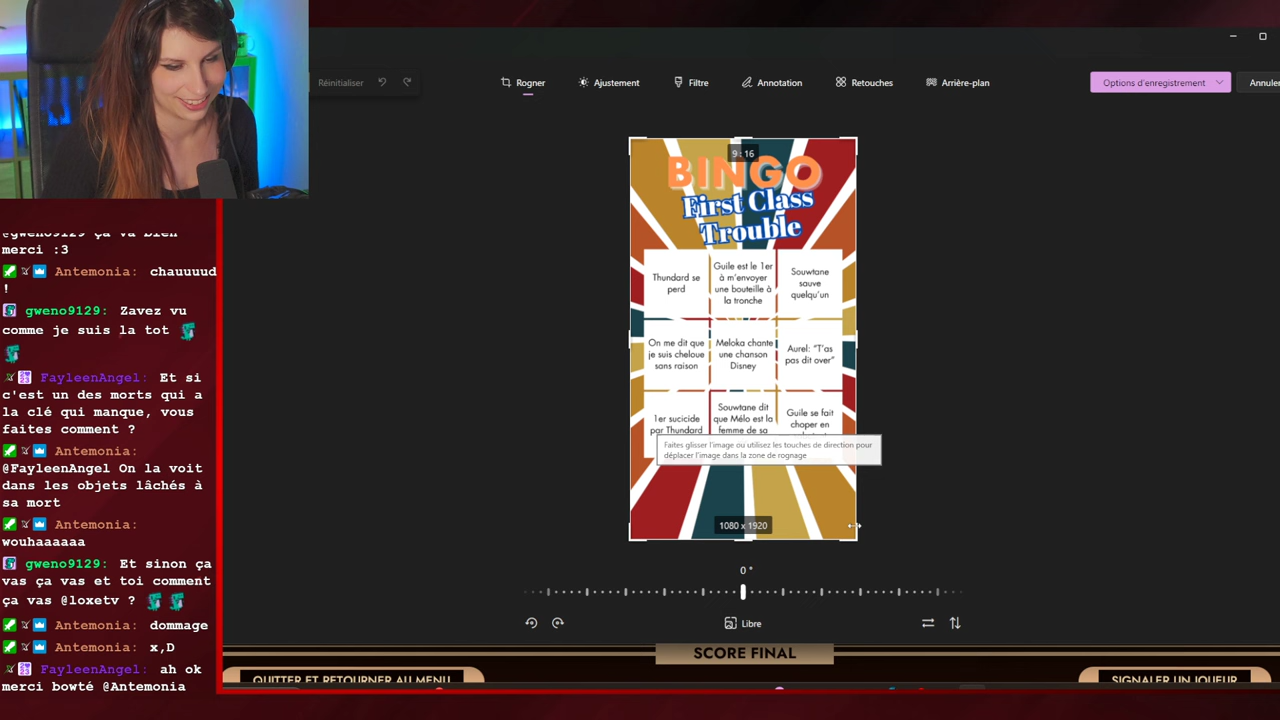 Réinitialiser
Rogner
Ajustement
Filtre
Annotation
Retouches
Arrière-plan
Options d'enregistrement
Annuler
9 : 16
BINGO
First Class
Trouble
Thundard se
perd
Guile est le 1er
à m'envoyer
une bouteille à
la tronche
Souwtane
sauve
quelqu'un
On me dit que
je suis cheloue
sans raison
Meloka chante
une chanson
Disney
Aurel: "T'as
pas dit over"
1er sucicide
par Thundard
Souwtane dit
que Mélo est la
femme de sa
Guile se fait
choper en
Faites glisser l'image ou utilisez les touches de direction pour
déplacer l'image dans la zone de rognage
1080 x 1920
0 °
Libre
SCORE FINAL
QUITTER ET RETOURNER AU MENU
SIGNALER UN JOUEUR
@gweno9129 ça va bien
merci :3
Antemonia: chauuuud
!
gweno9129: Zavez vu
comme je suis la tot
FayleenAngel: Et si
c'est un des morts qui a
la clé qui manque, vous
faites comment ?
Antemonia:
@FayleenAngel On la voit
dans les objets lâchés à
sa mort
Antemonia:
wouhaaaaaa
gweno9129: Et sinon ça
vas ça vas et toi comment
ça vas @loxetv ?
Antemonia: dommage
Antemonia: x,D
FayleenAngel: ah ok
merci bowté @Antemonia